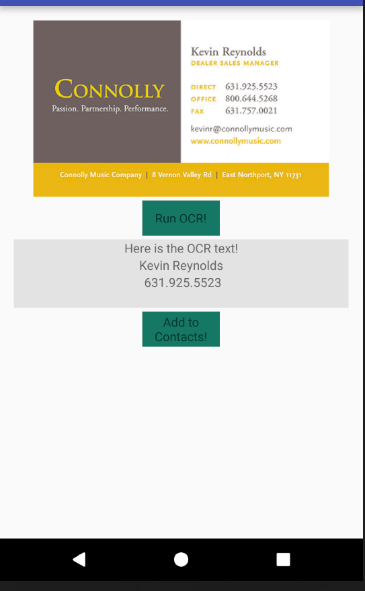 CONNOLLY
Passion. Partnership. Performance.
Kevin Reynolds
DEALER SALES MANAGER
DIRECT 631.925.5523
OFFICE 800.644.5268
FAX 631.757.0021
kevinr@connollymusic.com
www.connollymusic.com
Connolly Music Company | 8 Vernon Valley Rd | East Northport, NY 11731
Run OCR!
Here is the OCR text!
Kevin Reynolds
631.925.5523
Add to
Contacts!